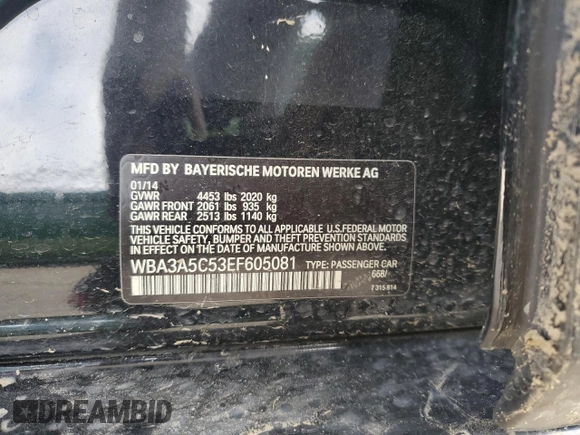 MFD BY BAYERISCHE MOTOREN WERKE AG
01/14
GVWR 4453 lbs 2020 kg
GAWR FRONT 2061 lbs 935 kg
GAWR REAR 2513 lbs 1140 kg
THIS VEHICLE CONFORMS TO ALL APPLICABLE U.S.FEDERAL MOTOR
VEHICLE SAFETY, BUMPER AND THEFT PREVENTION STANDARDS
IN EFFECT ON THE DATE OF MANUFACTURE SHOWN ABOVE.
WBA3A5C53EF605081 TYPE: PASSENGER CAR
668/
7 315 814
DREAMBID